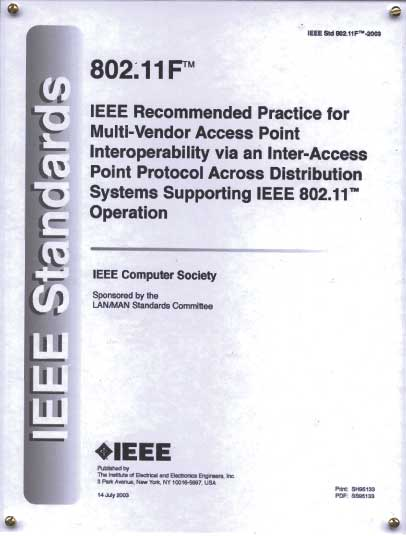 IEEE Std 802.11F™-2003
IEEE Standards
802.11F™
IEEE Recommended Practice for
Multi-Vendor Access Point
Interoperability via an Inter-Access
Point Protocol Across Distribution
Systems Supporting IEEE 802.11™
Operation
IEEE Computer Society
Sponsored by the
LAN/MAN Standards Committee
IEEE
Published by
The Institute of Electrical and Electronics Engineers, Inc.
3 Park Avenue, New York, NY 10016-5997, USA
14 July 2003
Print: SH95133
PDF: SS95133